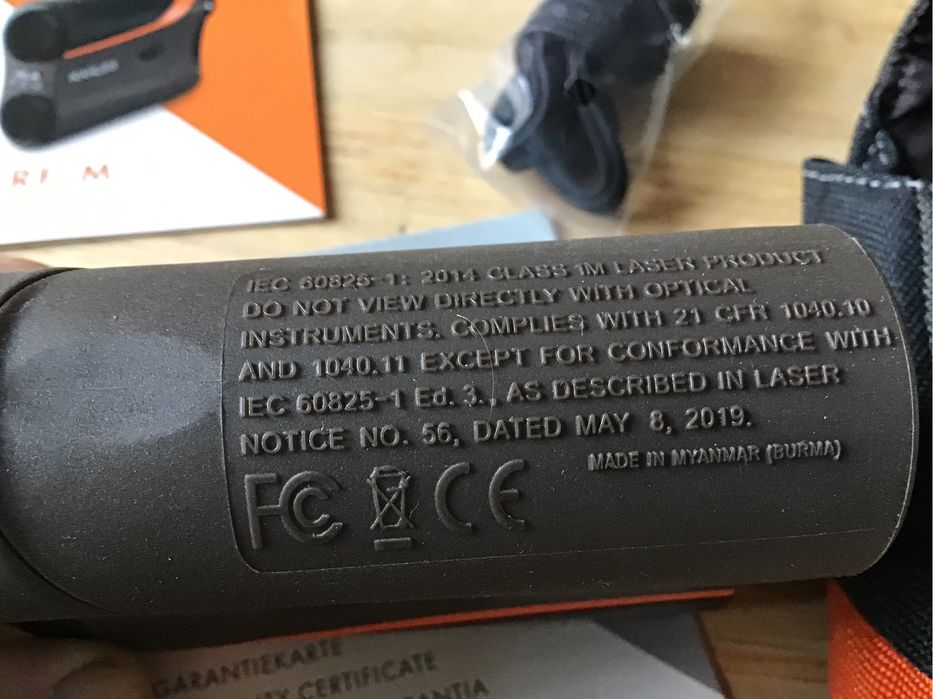 KAHLES
RF M
IEC 60825-1: 2014 CLASS 1M LASER PRODUCT
DO NOT VIEW DIRECTLY WITH OPTICAL
INSTRUMENTS. COMPLIES WITH 21 CFR 1040.10
AND 1040.11 EXCEPT FOR CONFORMANCE WITH
IEC 60825-1 Ed. 3., AS DESCRIBED IN LASER
NOTICE NO. 56, DATED MAY 8, 2019.
MADE IN MYANMAR (BURMA)
FC CE
GARANTIEKARTE
CERTIFICATE